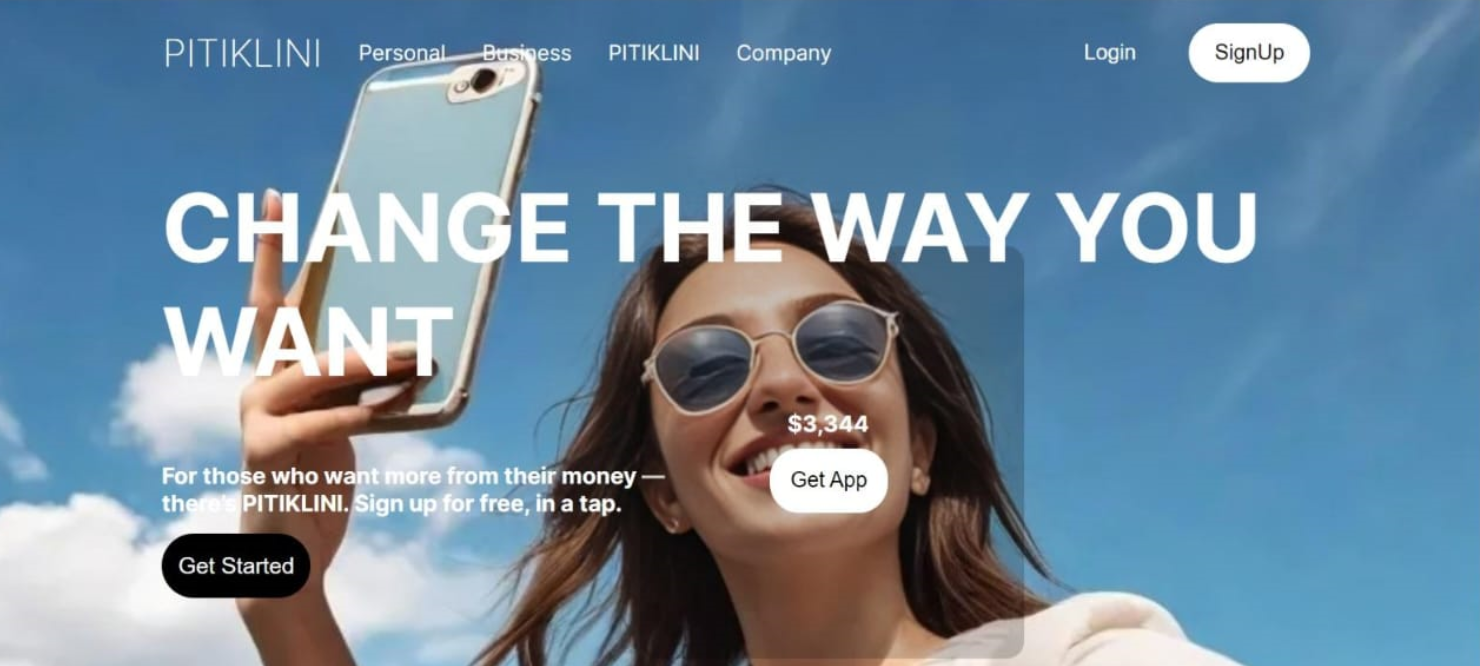 PITIKLINI Personal Business PITIKLINI Company Login SignUp
CHANGE THE WAY YOU
WANT
$3,344
For those who want more from their money —
there's PITIKLINI. Sign up for free, in a tap.
Get App
Get Started